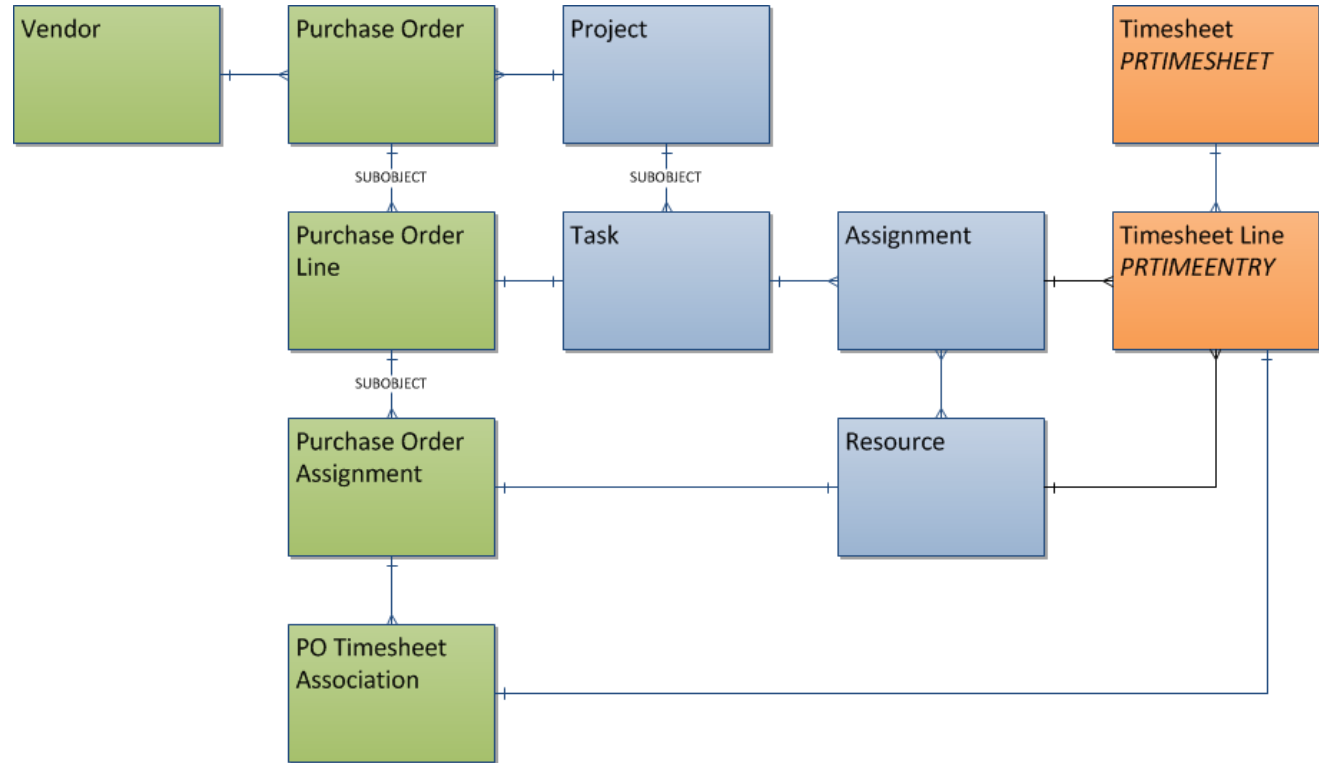 Vendor
Purchase Order
Project
Timesheet
PRTIMESHEET
SUBOBJECT
SUBOBJECT
Purchase Order
Line
Task
Assignment
Timesheet Line
PRTIMEENTRY
SUBOBJECT
Purchase Order
Assignment
Resource
PO Timesheet
Association